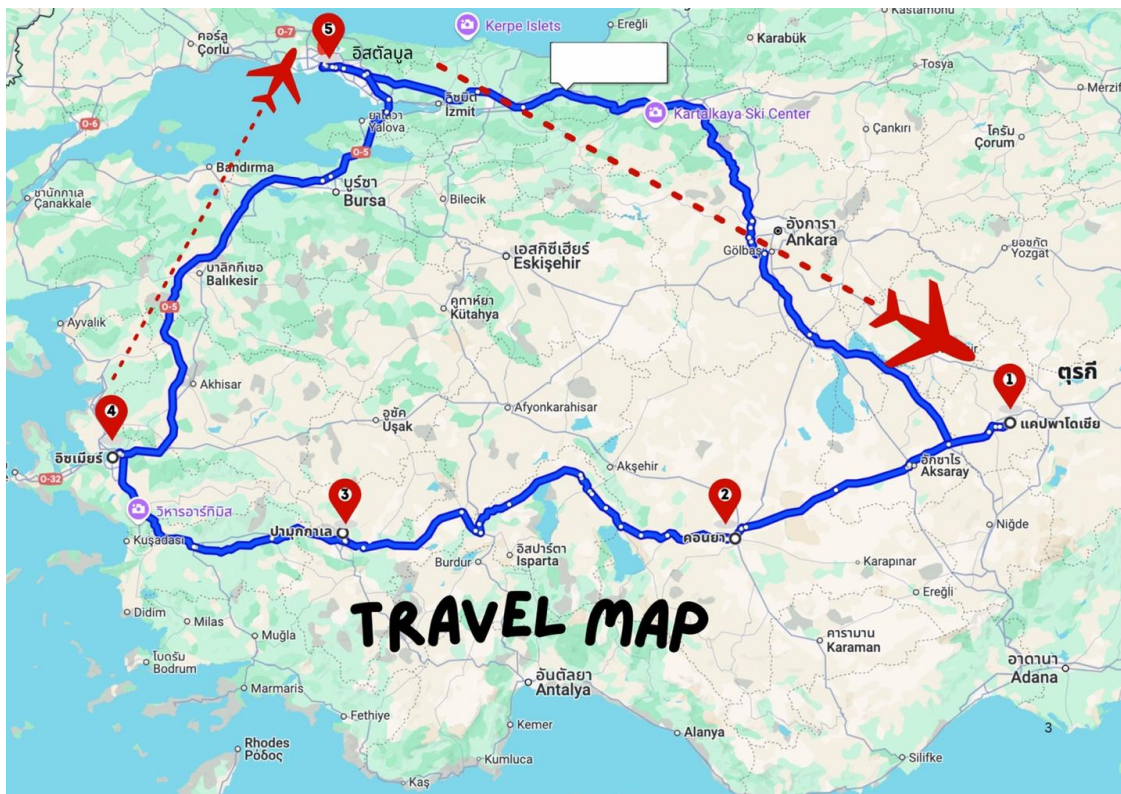 Kastamonu
Kerpe Islets
Ereğli
คอร์ลู
Çorlu
O-7
5
อิสตัลบูล
Karabük
Tosya
Merzif
อิซมิต
İzmit
Kartalkaya Ski Center
O-6
ยาโลวา
Yalova
Çankırı
โครัม
Çorum
O-5
Bandırma
ชานักกาเล
Çanakkale
บูร์ซา
Bursa
Bilecik
อังการา
Ankara
Gölbaşı
ยอซกัต
Yozgat
เอสกิซีเฮียร์
Eskişehir
บาลิกกีเซอ
Balıkesir
คูทาห์ยา
Kütahya
O-5
Ayvalık
ตุรกี
1
Akhisar
4
อูชัค
Uşak
Afyonkarahisar
แคปพาโดเชีย
อิซเมียร์
O-32
Akşehir
อักซาไร
Aksaray
3
2
วิหารอาร์ทิมิส
ปามุกกาเล
คอนยา
Niğde
Kuşadası
อิสปาร์ตา
Isparta
Burdur
Karapınar
Ereğli
TRAVEL MAP
Didim
Milas
Muğla
คารามาน
Karaman
โบดรัม
Bodrum
อันตัลยา
Antalya
อาดานา
Adana
Marmaris
Fethiye
Kemer
Alanya
3
Rhodes
Ρόδος
Kumluca
Silifke
Kaş